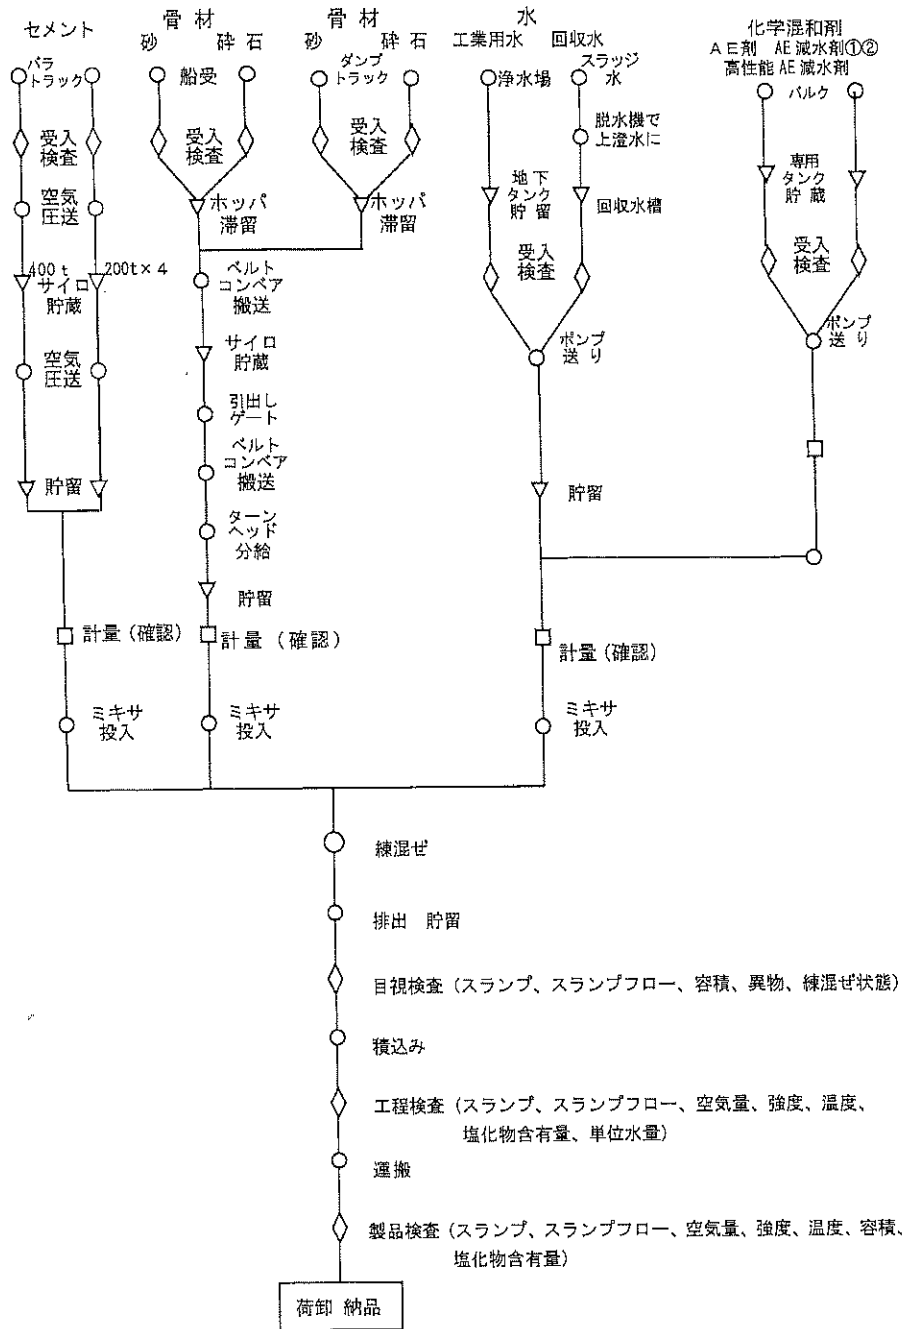 セメント
バラ
トラック
受入
検査
空気
圧送
400t
サイロ
貯蔵
200t×4
空気
圧送
貯留
計量(確認)
ミキサ
投入
骨材
砂 砕石
船受
受入
検査
ホッパ
滞留
骨材
砂 砕石
ダンプ
トラック
受入
検査
ホッパ
滞留
ベルト
コンベア
搬送
サイロ
貯蔵
引出し
ゲート
ベルト
コンベア
搬送
ターン
ヘッド
分給
貯留
計量(確認)
ミキサ
投入
水
工業用水 回収水
浄水場
スラッジ
水
脱水機で
上澄水に
地下
タンク
貯留
回収水槽
受入
検査
ポンプ
送り
貯留
計量(確認)
ミキサ
投入
化学混和剤
AE剤 AE減水剤①②
高性能AE減水剤
バルク
専用
タンク
貯蔵
受入
検査
ポンプ
送り
練混ぜ
排出 貯留
目視検査(スランプ、スランプフロー、容積、異物、練混ぜ状態)
積込み
工程検査(スランプ、スランプフロー、空気量、強度、温度、
塩化物含有量、単位水量)
運搬
製品検査(スランプ、スランプフロー、空気量、強度、温度、容積、
塩化物含有量)
荷卸 納品